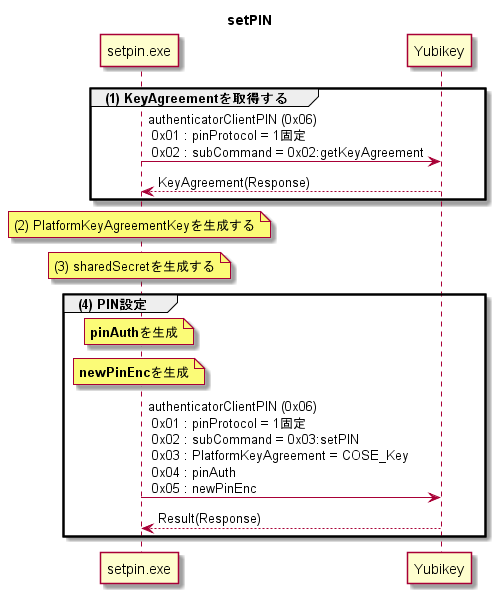 setPIN
setpin.exe
Yubikey
(1) KeyAgreementを取得する
authenticatorClientPIN (0x06)
0x01 : pinProtocol = 1固定
0x02 : subCommand = 0x02:getKeyAgreement
KeyAgreement(Response)
(2) PlatformKeyAgreementKeyを生成する
(3) sharedSecretを生成する
(4) PIN設定
pinAuthを生成
newPinEncを生成
authenticatorClientPIN (0x06)
0x01 : pinProtocol = 1固定
0x02 : subCommand = 0x03:setPIN
0x03 : PlatformKeyAgreement = COSE_Key
0x04 : pinAuth
0x05 : newPinEnc
Result(Response)
setpin.exe
Yubikey